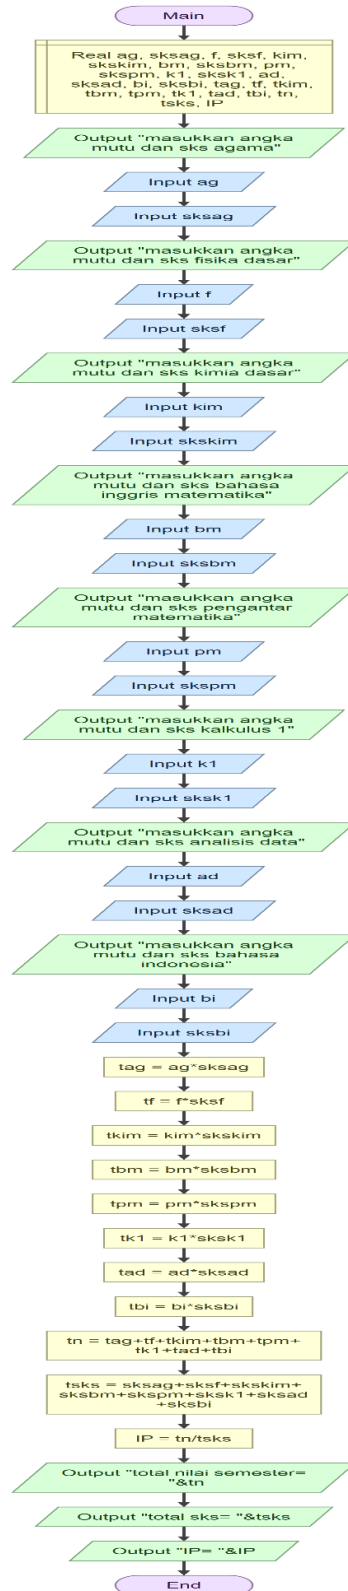 Main
Real ag, sksag, f, sksf, kim,
skskim, bm, sksbm, pm,
skspm, k1, sksk1, ad,
sksad, bi, sksbi, tag, tf, tkim,
tbm, tpm, tk1, tad, tbi, tn,
tsks, IP
Output "masukkan angka
mutu dan sks agama"
Input ag
Input sksag
Output "masukkan angka
mutu dan sks fisika dasar"
Input f
Input sksf
Output "masukkan angka
mutu dan sks kimia dasar"
Input kim
Input skskim
Output "masukkan angka
mutu dan sks bahasa
inggris matematika"
Input bm
Input sksbm
Output "masukkan angka
mutu dan sks pengantar
matematika"
Input pm
Input skspm
Output "masukkan angka
mutu dan sks kalkulus 1"
Input k1
Input sksk1
Output "masukkan angka
mutu dan sks analisis data"
Input ad
Input sksad
Output "masukkan angka
mutu dan sks bahasa
indonesia"
Input bi
Input sksbi
tag = ag*sksag
tf = f*sksf
tkim = kim*skskim
tbm = bm*sksbm
tpm = pm*skspm
tk1 = k1*sksk1
tad = ad*sksad
tbi = bi*sksbi
tn = tag+tf+tkim+tbm+tpm+
tk1+tad+tbi
tsks = sksag+sksf+skskim+
sksbm+skspm+sksk1+sksad
+sksbi
IP = tn/tsks
Output "total nilai semester=
"&tn
Output "total sks= "&tsks
Output "IP= "&IP
End